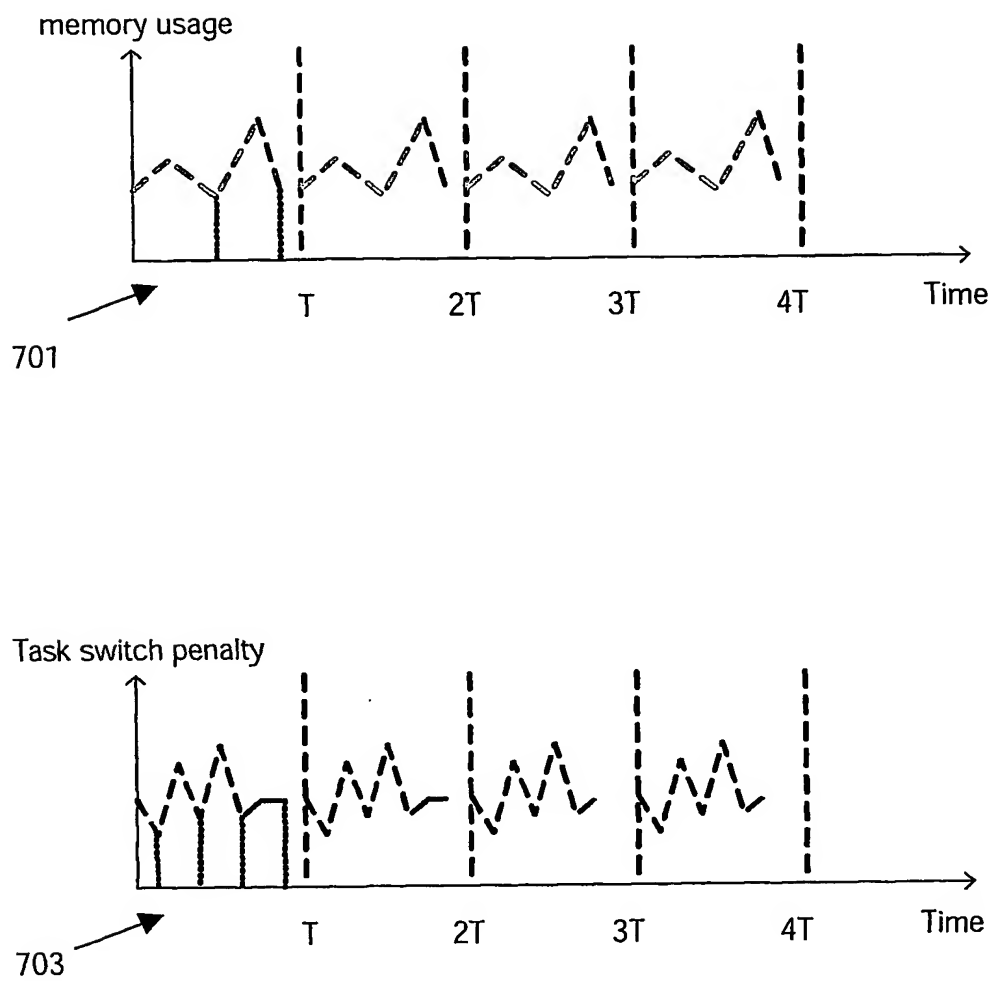 memory usage
T 2T 3T 4T Time
701
Task switch penalty
T 2T 3T 4T Time
703